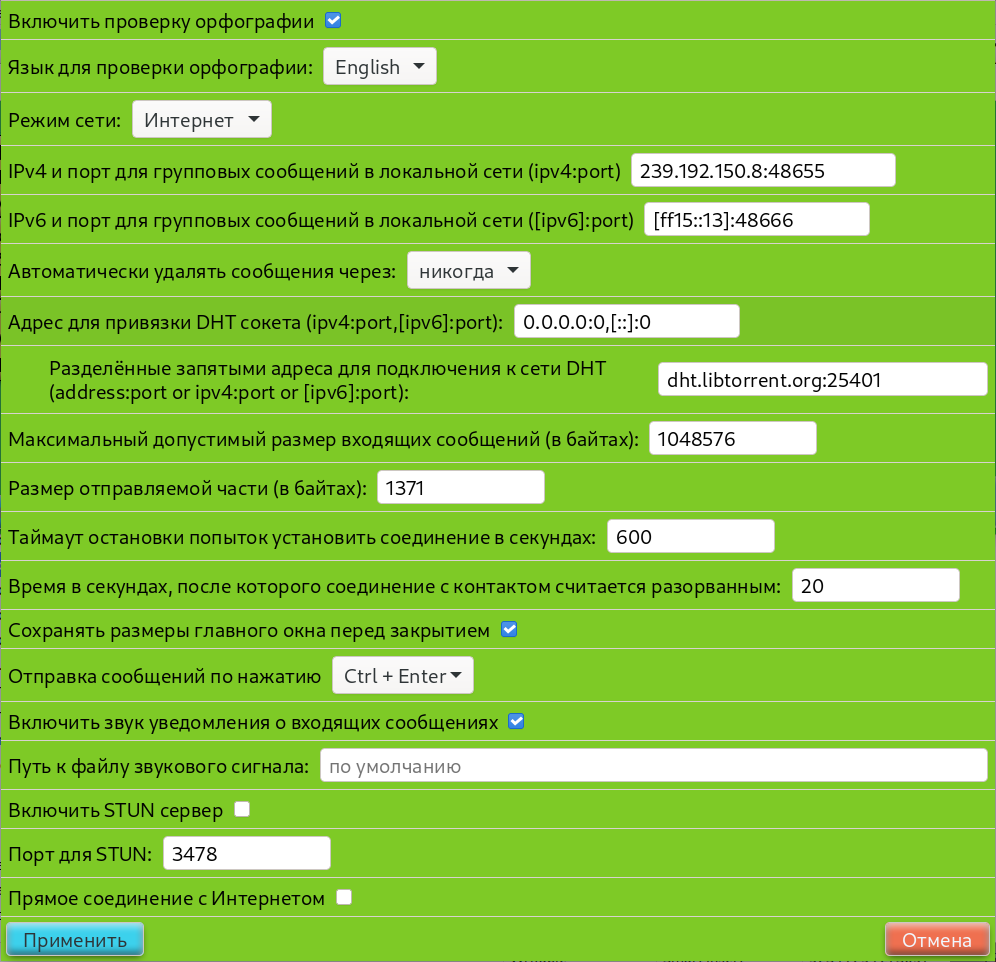 Включить проверку орфографии
Язык для проверки орфографии: English
Режим сети: Интернет
IPv4 и порт для групповых сообщений в локальной сети (ipv4:port) 239.192.150.8:48655
IPv6 и порт для групповых сообщений в локальной сети ([ipv6]:port) [ff15::13]:48666
Автоматически удалять сообщения через: никогда
Адрес для привязки DHT сокета (ipv4:port,[ipv6]:port): 0.0.0.0:0,[::]:0
Разделённые запятыми адреса для подключения к сети DHT
(address:port or ipv4:port or [ipv6]:port): dht.libtorrent.org:25401
Максимальный допустимый размер входящих сообщений (в байтах): 1048576
Размер отправляемой части (в байтах): 1371
Таймаут остановки попыток установить соединение в секундах: 600
Время в секундах, после которого соединение с контактом считается разорванным: 20
Сохранять размеры главного окна перед закрытием
Отправка сообщений по нажатию Ctrl + Enter
Включить звук уведомления о входящих сообщениях
Путь к файлу звукового сигнала: по умолчанию
Включить STUN сервер
Порт для STUN: 3478
Прямое соединение с Интернетом
Применить Отмена